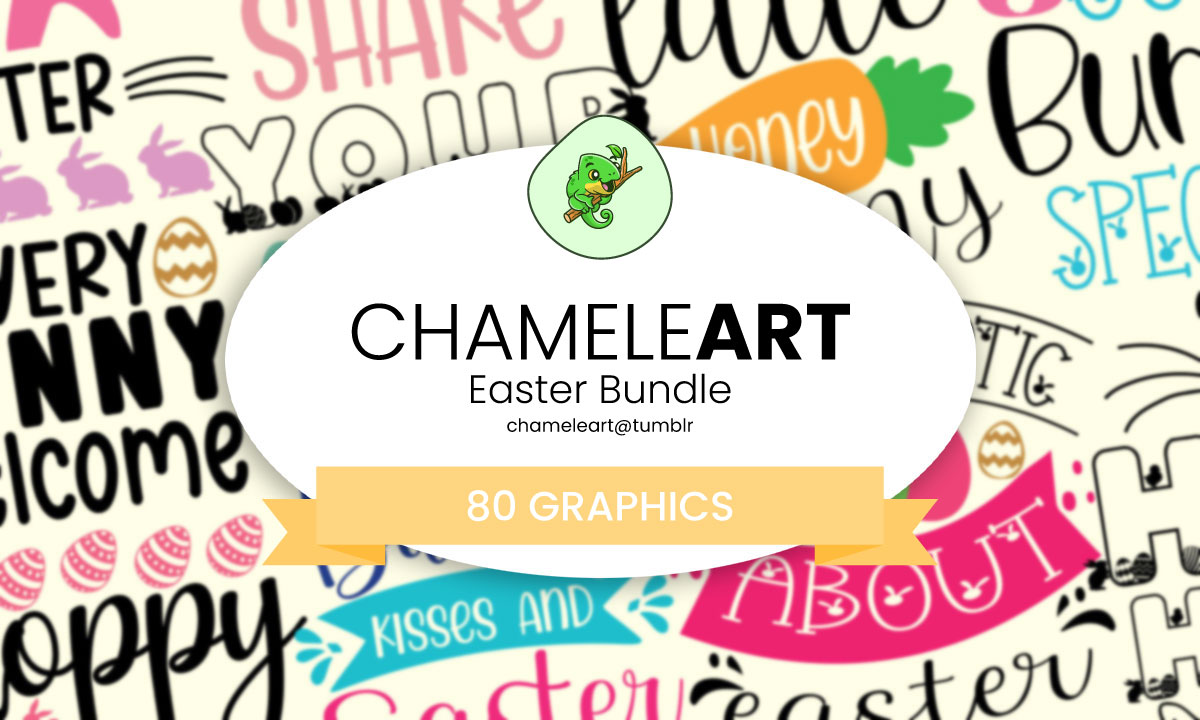 SHAKE
Bun
TER
YOUR
HONEY
SPEC
VERY
NNY
CHAMELEART
TIC
Easter Bundle
chameleart@tumblr
elcome
80 GRAPHICS
ABOUT
oppy
KISSES AND
Easter
easter